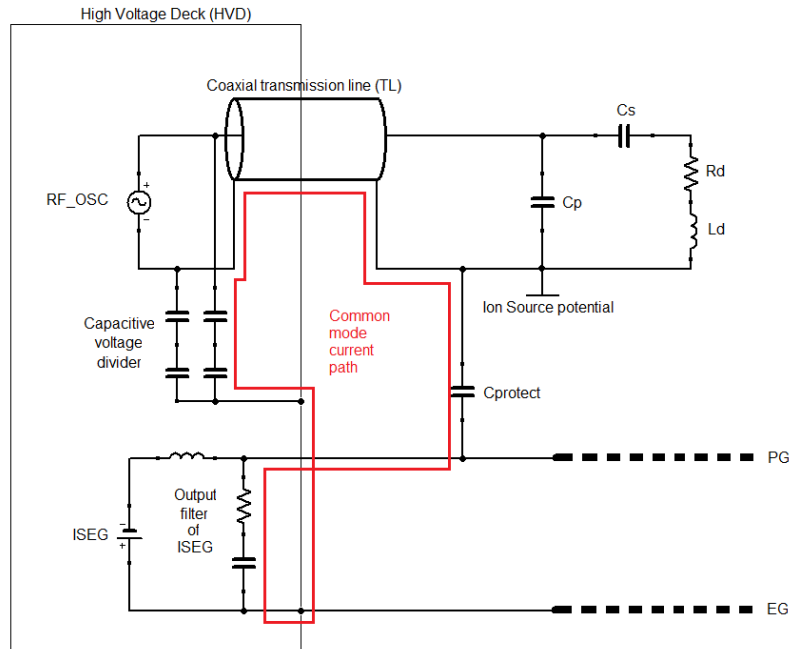 High Voltage Deck (HVD)
Coaxial transmission line (TL)
Cs
Rd
RF_OSC
+
−
Cp
Ld
Ion Source potential
Capacitive
voltage
divider
Common
mode
current
path
Cprotect
PG
Output
filter
of
ISEG
ISEG
−
+
EG